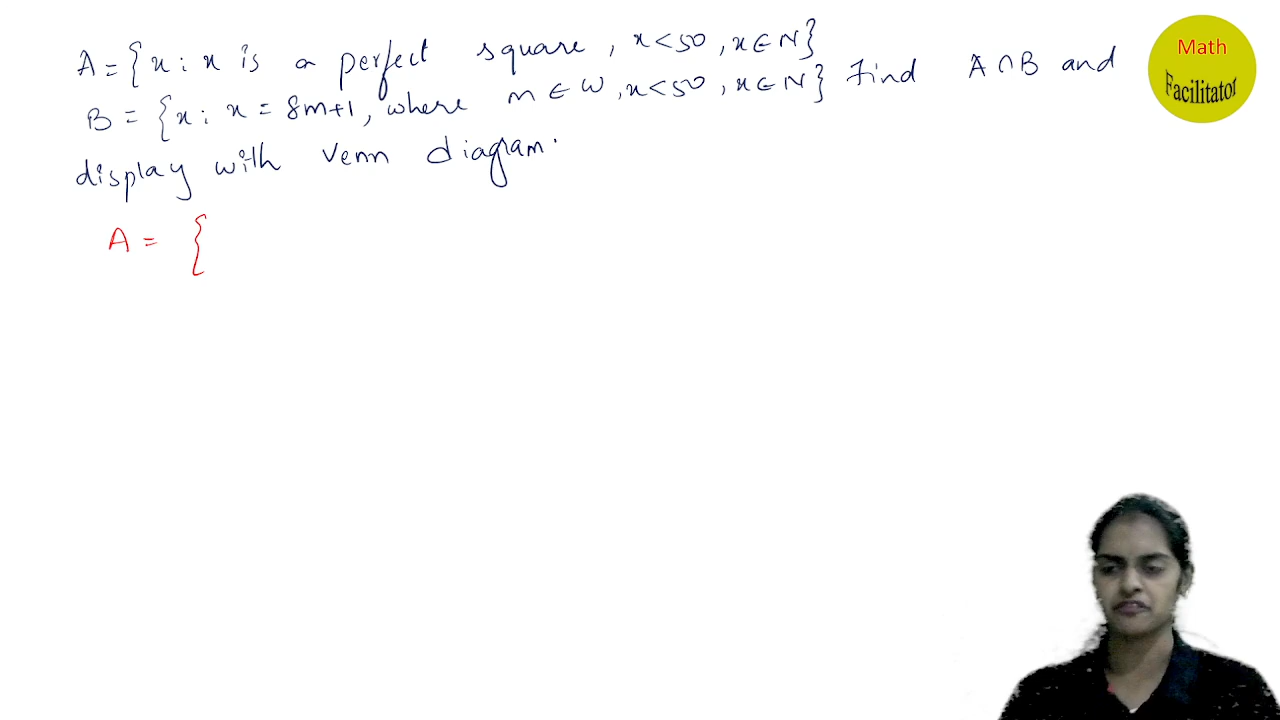 A = {x : x is a perfect square, x < 50, x ∈ N}
B = {x : x = 8m+1, where m ∈ W, x < 50, x ∈ N} Find A ∩ B and
display with Venn diagram.
A = {
Math
Facilitator